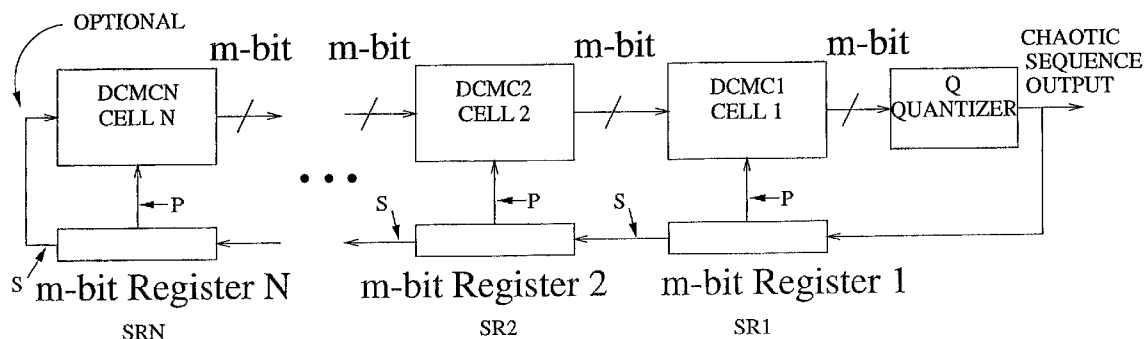 OPTIONAL
m-bit
m-bit
m-bit
m-bit
CHAOTIC
SEQUENCE
OUTPUT
DCMCN
CELL N
DCMC2
CELL 2
DCMC1
CELL 1
Q
QUANTIZER
• • •
P
P
P
S
S
S
m-bit Register N
m-bit Register 2
m-bit Register 1
SRN
SR2
SR1